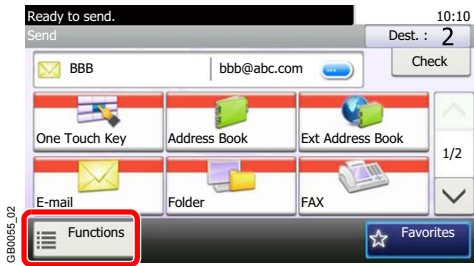 Ready to send. 10:10
Send Dest. : 2
BBB bbb@abc.com Check
One Touch Key Address Book Ext Address Book
1/2
E-mail Folder FAX
Functions Favorites
GB0055_02